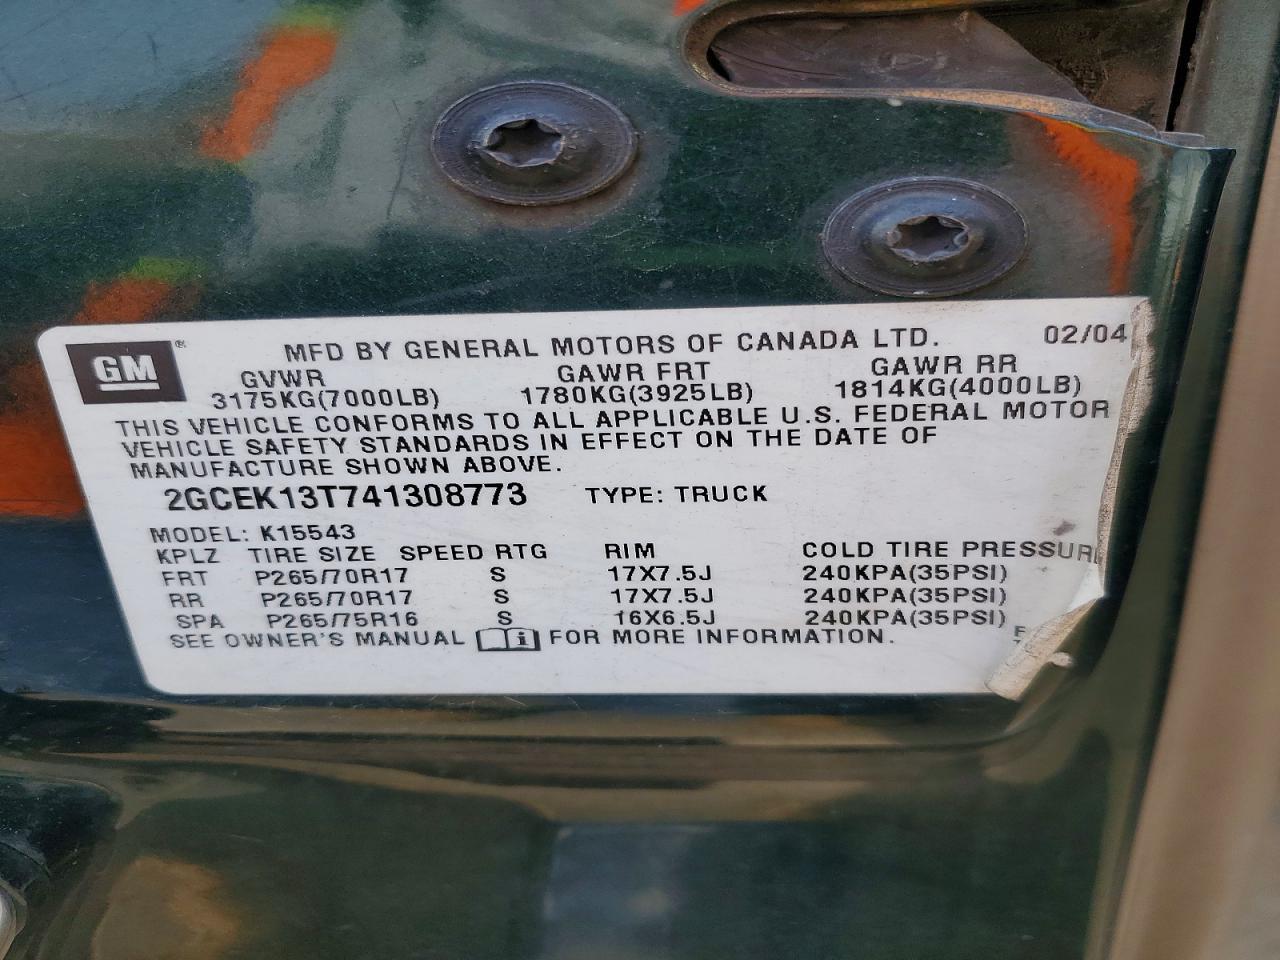 GM ® MFD BY GENERAL MOTORS OF CANADA LTD. 02/04
GVWR GAWR FRT GAWR RR
3175KG(7000LB) 1780KG(3925LB) 1814KG(4000LB)
THIS VEHICLE CONFORMS TO ALL APPLICABLE U.S. FEDERAL MOTOR
VEHICLE SAFETY STANDARDS IN EFFECT ON THE DATE OF
MANUFACTURE SHOWN ABOVE.
2GCEK13T741308773 TYPE: TRUCK
MODEL: K15543
KPLZ TIRE SIZE SPEED RTG RIM COLD TIRE PRESSUR
FRT P265/70R17 S 17X7.5J 240KPA(35PSI)
RR P265/70R17 S 17X7.5J 240KPA(35PSI)
SPA P265/75R16 S 16X6.5J 240KPA(35PSI)
SEE OWNER'S MANUAL i FOR MORE INFORMATION.